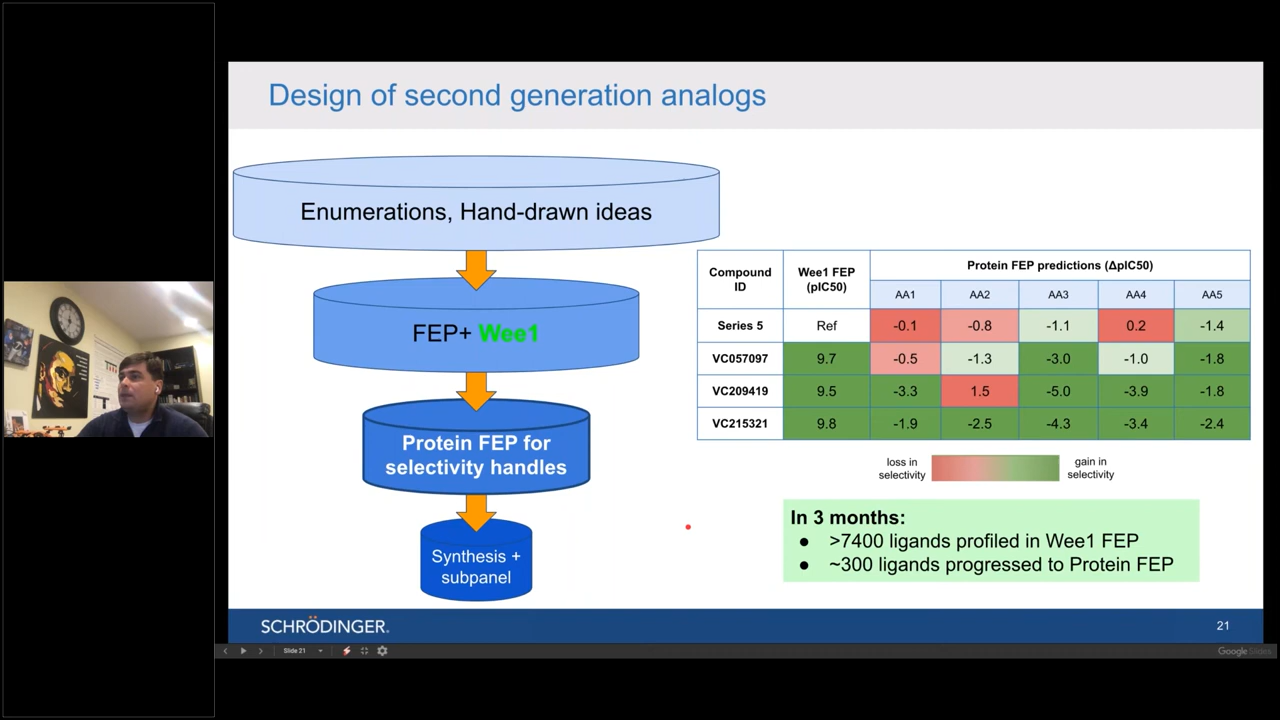 Design of second generation analogs
Enumerations, Hand-drawn ideas
FEP+ Wee1
Protein FEP for
selectivity handles
Synthesis +
subpanel
Compound ID Wee1 FEP (pIC50) Protein FEP predictions (ΔpIC50)
AA1 AA2 AA3 AA4 AA5
Series 5 Ref -0.1 -0.8 -1.1 0.2 -1.4
VC057097 9.7 -0.5 -1.3 -3.0 -1.0 -1.8
VC209419 9.5 -3.3 1.5 -5.0 -3.9 -1.8
VC215321 9.8 -1.9 -2.5 -4.3 -3.4 -2.4
loss in
selectivity
gain in
selectivity
In 3 months:
● >7400 ligands profiled in Wee1 FEP
● ~300 ligands progressed to Protein FEP
SCHRÖDINGER.
21
Slide 21
Google Slides